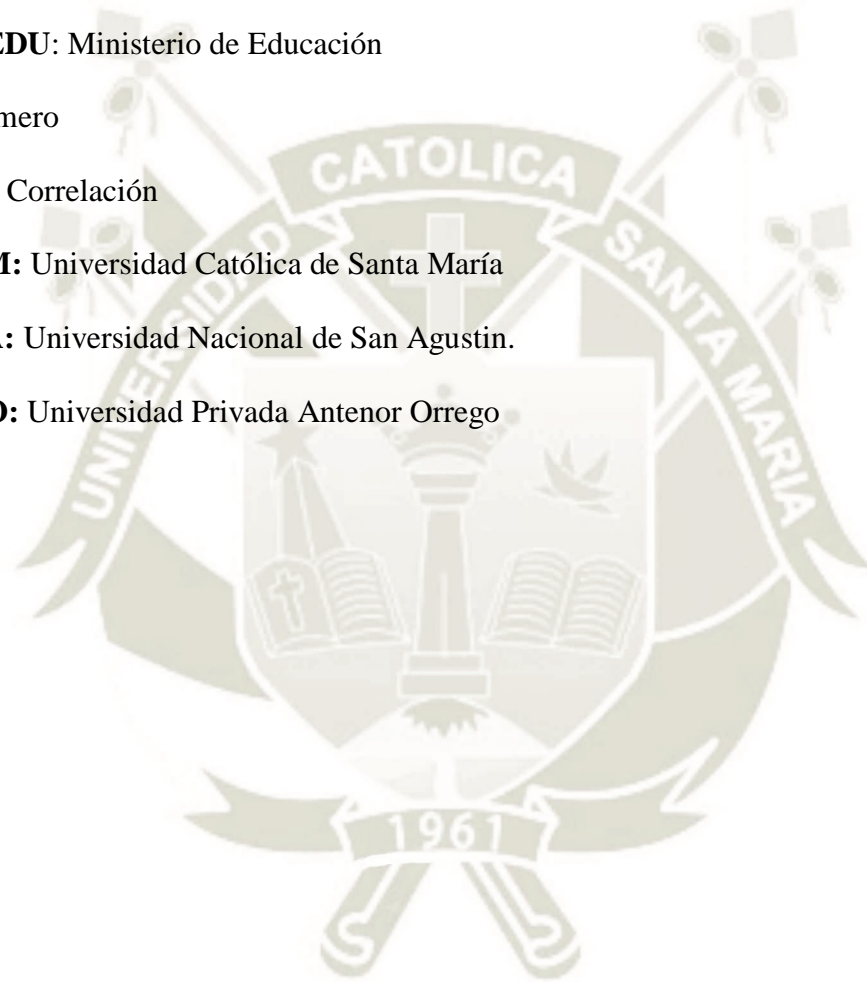 EDU: Ministerio de Educación
mero
Correlación
M: Universidad Católica de Santa María
A: Universidad Nacional de San Agustin.
O: Universidad Privada Antenor Orrego
UNIVERSIDAD CATOLICA SANTA MARIA
1961